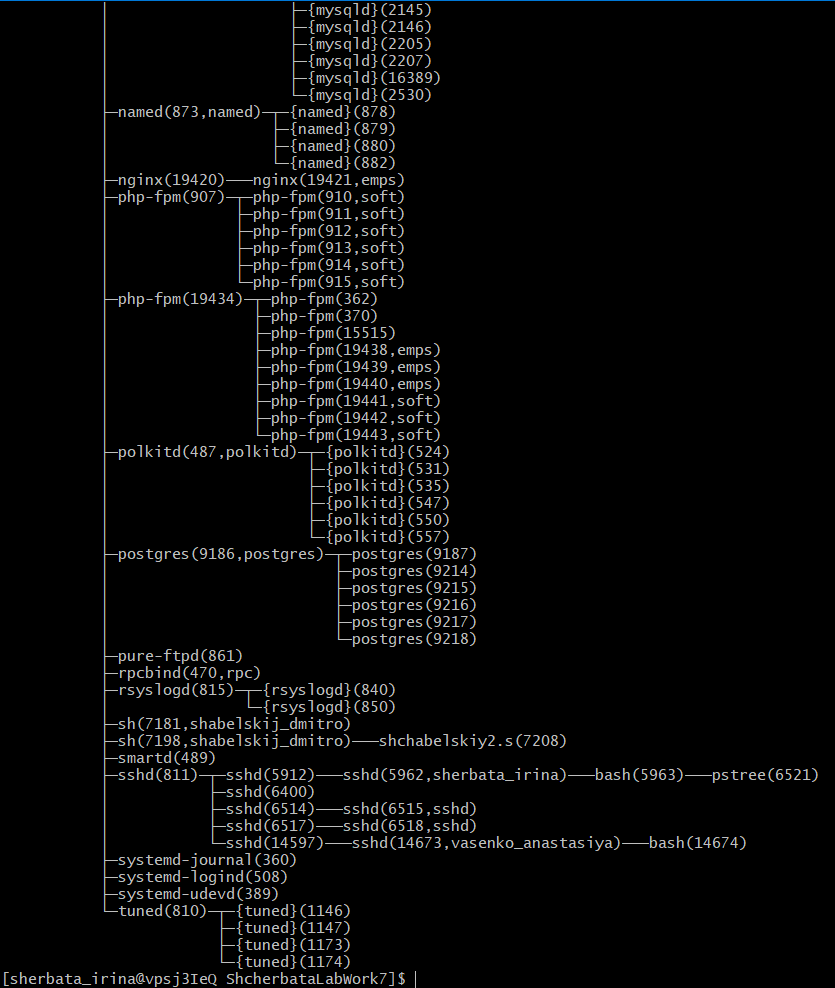 ├─{mysqld}(2145)
├─{mysqld}(2146)
├─{mysqld}(2205)
├─{mysqld}(2207)
├─{mysqld}(16389)
└─{mysqld}(2530)
├─named(873,named)─┬─{named}(878)
├─{named}(879)
├─{named}(880)
└─{named}(882)
├─nginx(19420)───nginx(19421,emps)
├─php-fpm(907)─┬─php-fpm(910,soft)
├─php-fpm(911,soft)
├─php-fpm(912,soft)
├─php-fpm(913,soft)
├─php-fpm(914,soft)
└─php-fpm(915,soft)
├─php-fpm(19434)─┬─php-fpm(362)
├─php-fpm(370)
├─php-fpm(15515)
├─php-fpm(19438,emps)
├─php-fpm(19439,emps)
├─php-fpm(19440,emps)
├─php-fpm(19441,soft)
├─php-fpm(19442,soft)
└─php-fpm(19443,soft)
├─polkitd(487,polkitd)─┬─{polkitd}(524)
├─{polkitd}(531)
├─{polkitd}(535)
├─{polkitd}(547)
├─{polkitd}(550)
└─{polkitd}(557)
├─postgres(9186,postgres)─┬─postgres(9187)
├─postgres(9214)
├─postgres(9215)
├─postgres(9216)
├─postgres(9217)
└─postgres(9218)
├─pure-ftpd(861)
├─rpcbind(470,rpc)
├─rsyslogd(815)─┬─{rsyslogd}(840)
└─{rsyslogd}(850)
├─sh(7181,shabelskij_dmitro)
├─sh(7198,shabelskij_dmitro)───shchabelskiy2.s(7208)
├─smartd(489)
├─sshd(811)─┬─sshd(5912)───sshd(5962,sherbata_irina)───bash(5963)───pstree(6521)
├─sshd(6400)
├─sshd(6514)───sshd(6515,sshd)
├─sshd(6517)───sshd(6518,sshd)
└─sshd(14597)───sshd(14673,vasenko_anastasiya)───bash(14674)
├─systemd-journal(360)
├─systemd-logind(508)
├─systemd-udevd(389)
└─tuned(810)─┬─{tuned}(1146)
├─{tuned}(1147)
├─{tuned}(1173)
└─{tuned}(1174)
[sherbata_irina@vpsj3IeQ ShcherbataLabWork7]$